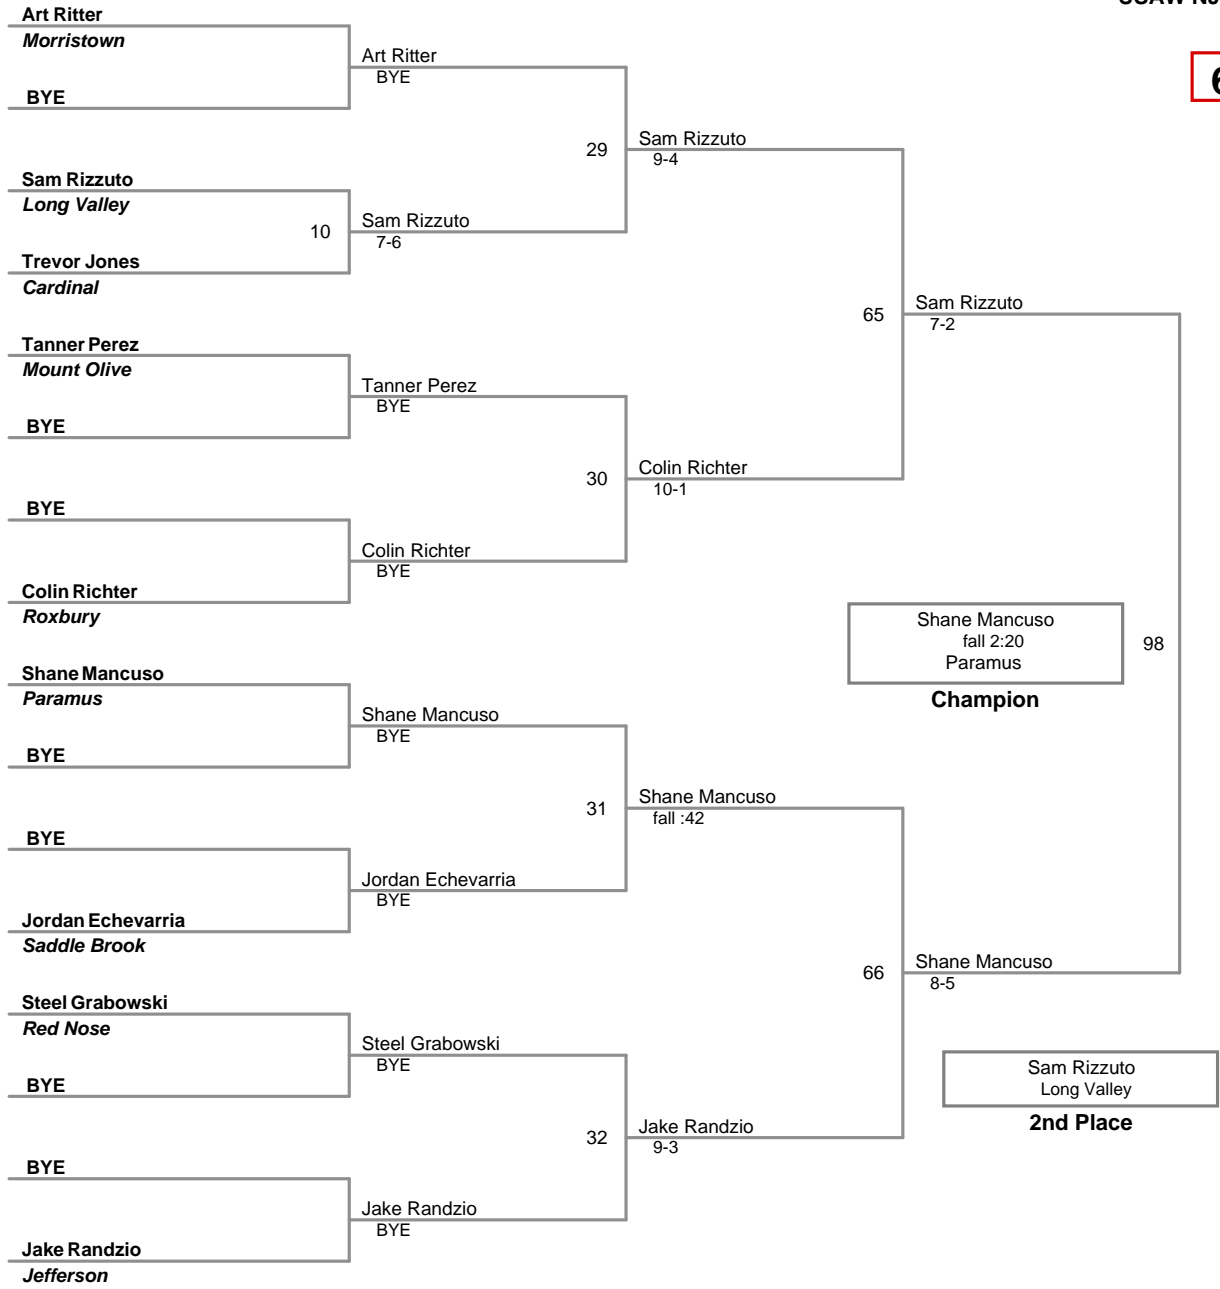 Art Ritter
Morristown
BYE
Sam Rizzuto
Long Valley
Trevor Jones
Cardinal
Tanner Perez
Mount Olive
BYE
BYE
Colin Richter
Roxbury
Shane Mancuso
Paramus
BYE
BYE
Jordan Echevarria
Saddle Brook
Steel Grabowski
Red Nose
BYE
BYE
Jake Randzio
Jefferson
10
Art Ritter
BYE
Sam Rizzuto
7-6
Tanner Perez
BYE
Colin Richter
BYE
Shane Mancuso
BYE
Jordan Echevarria
BYE
Steel Grabowski
BYE
Jake Randzio
BYE
29
30
31
32
Sam Rizzuto
9-4
Colin Richter
10-1
Shane Mancuso
fall :42
Jake Randzio
9-3
65
66
Sam Rizzuto
7-2
Shane Mancuso
8-5
98
Shane Mancuso
fall 2:20
Paramus
Champion
Sam Rizzuto
Long Valley
2nd Place